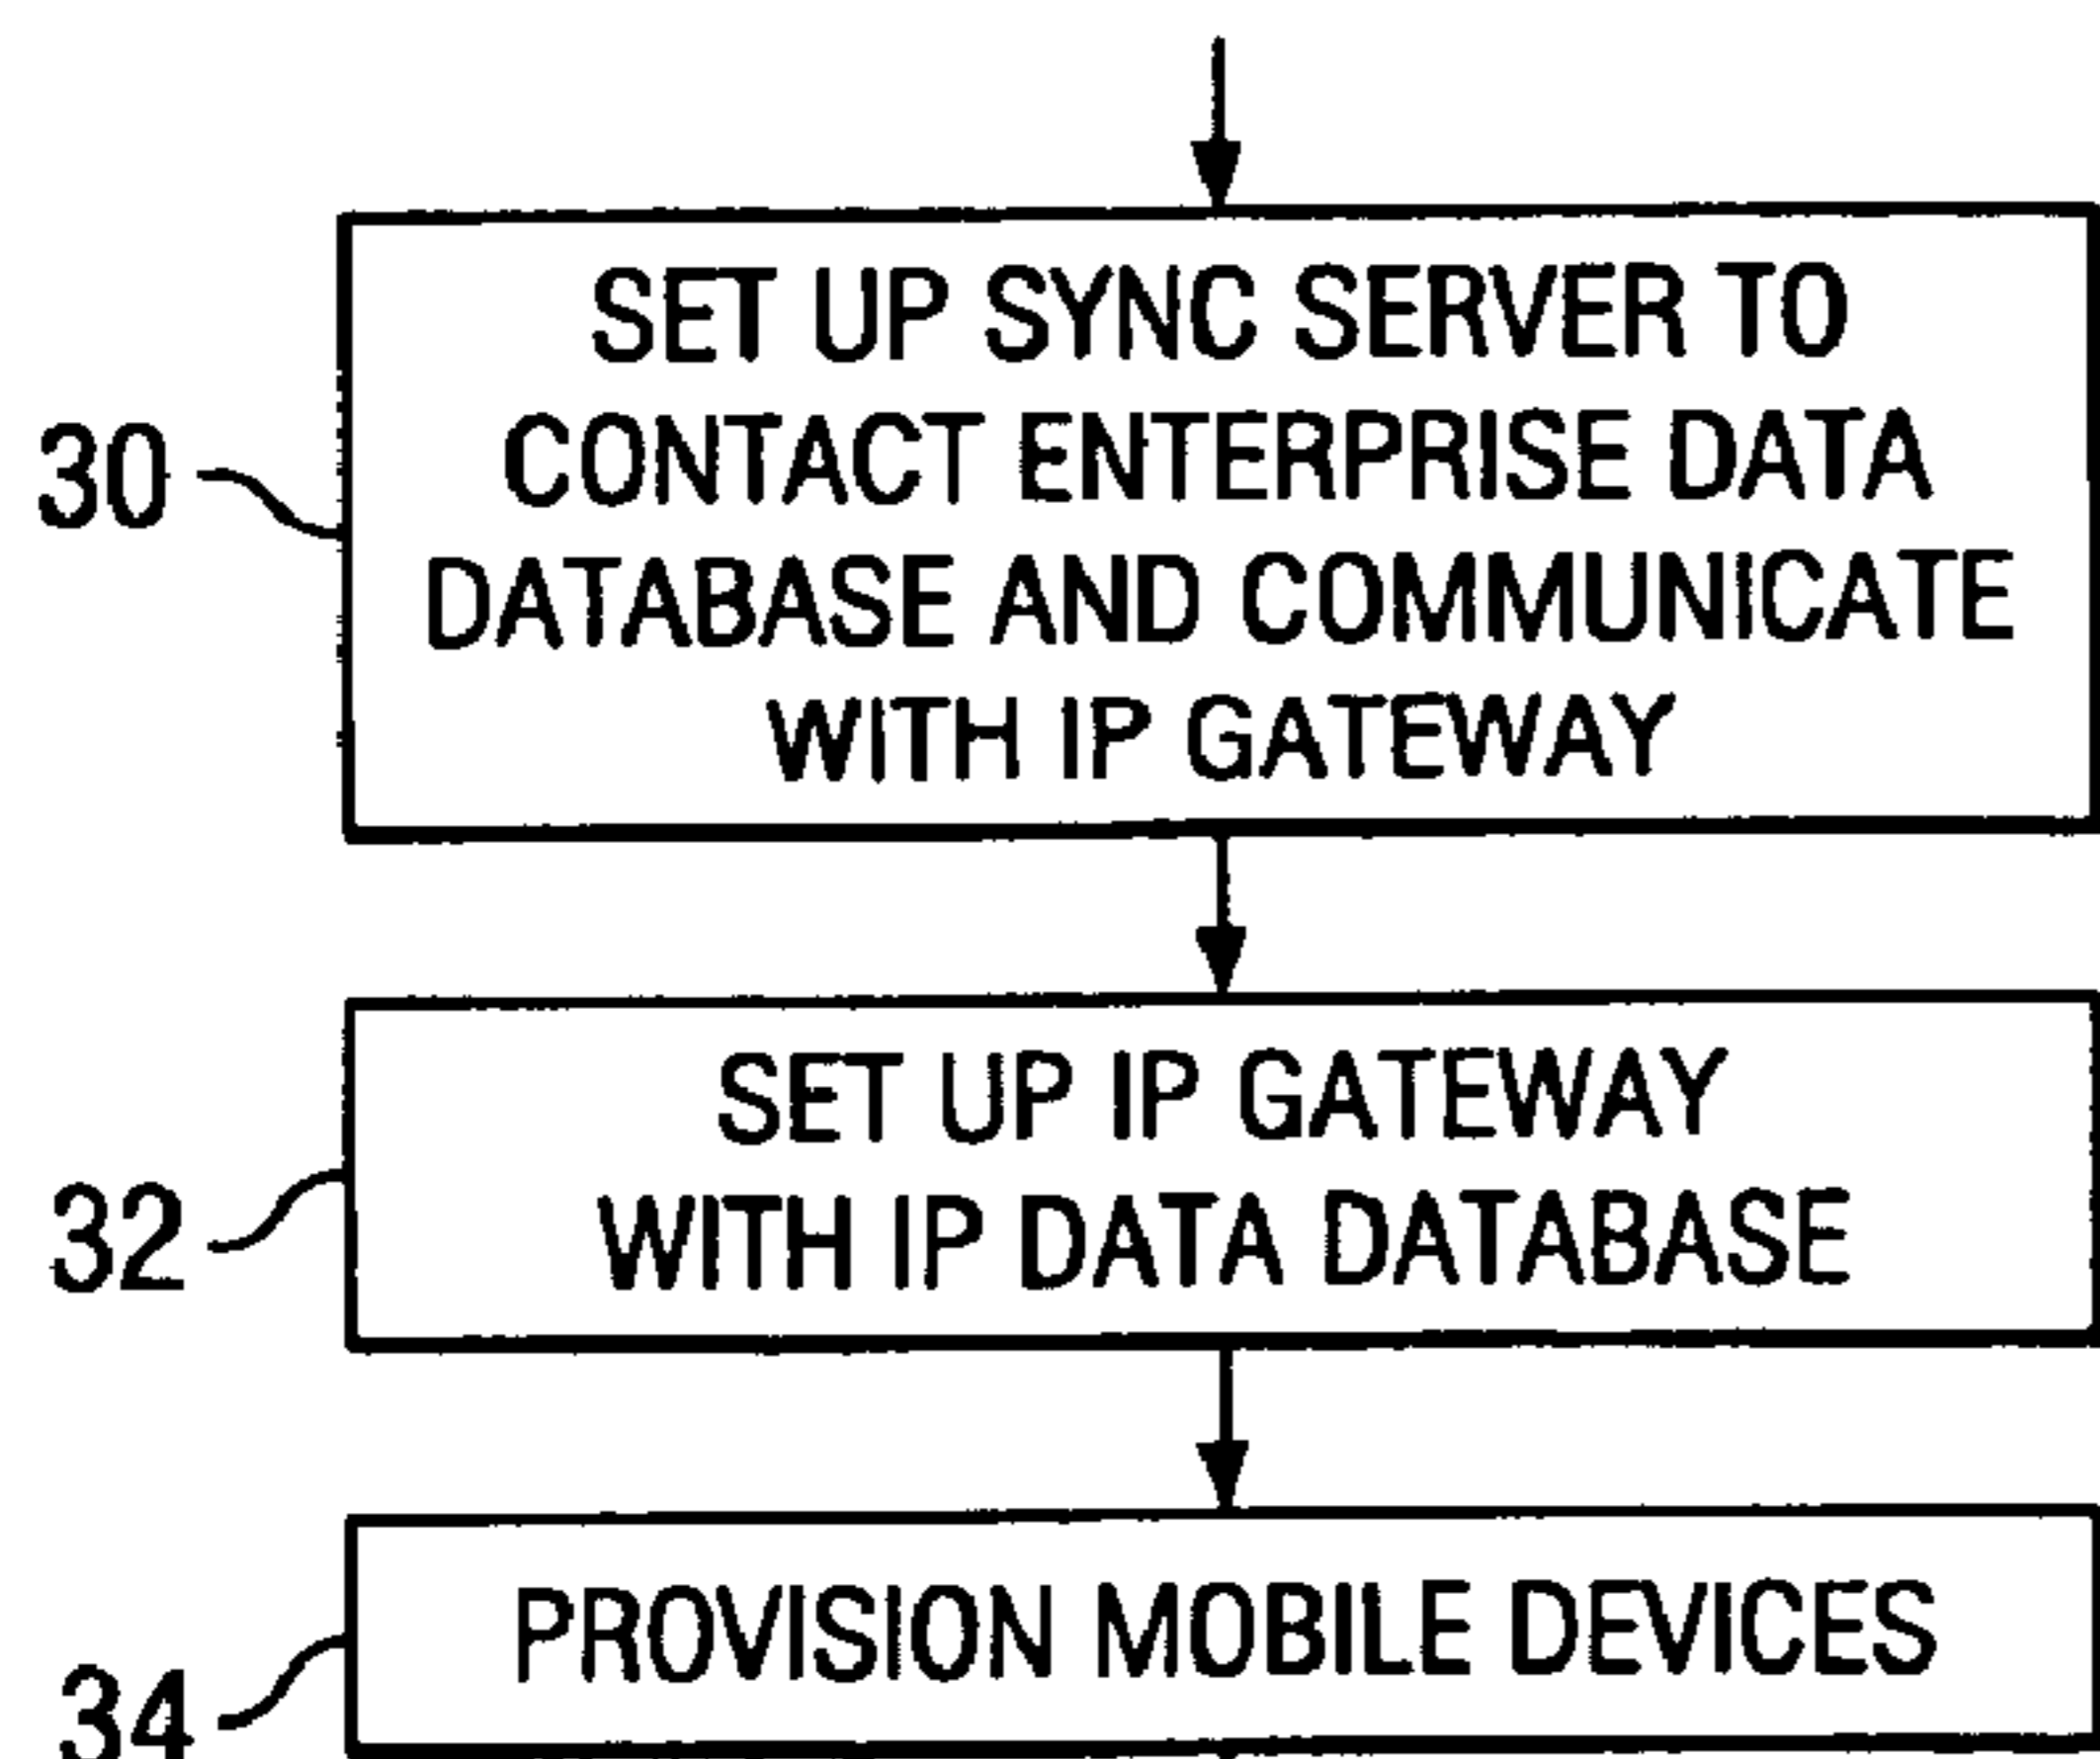 SET UP SYNC SERVER TO
CONTACT ENTERPRISE DATA
DATABASE AND COMMUNICATE
WITH IP GATEWAY
30
SET UP IP GATEWAY
WITH IP DATA DATABASE
32
PROVISION MOBILE DEVICES
34